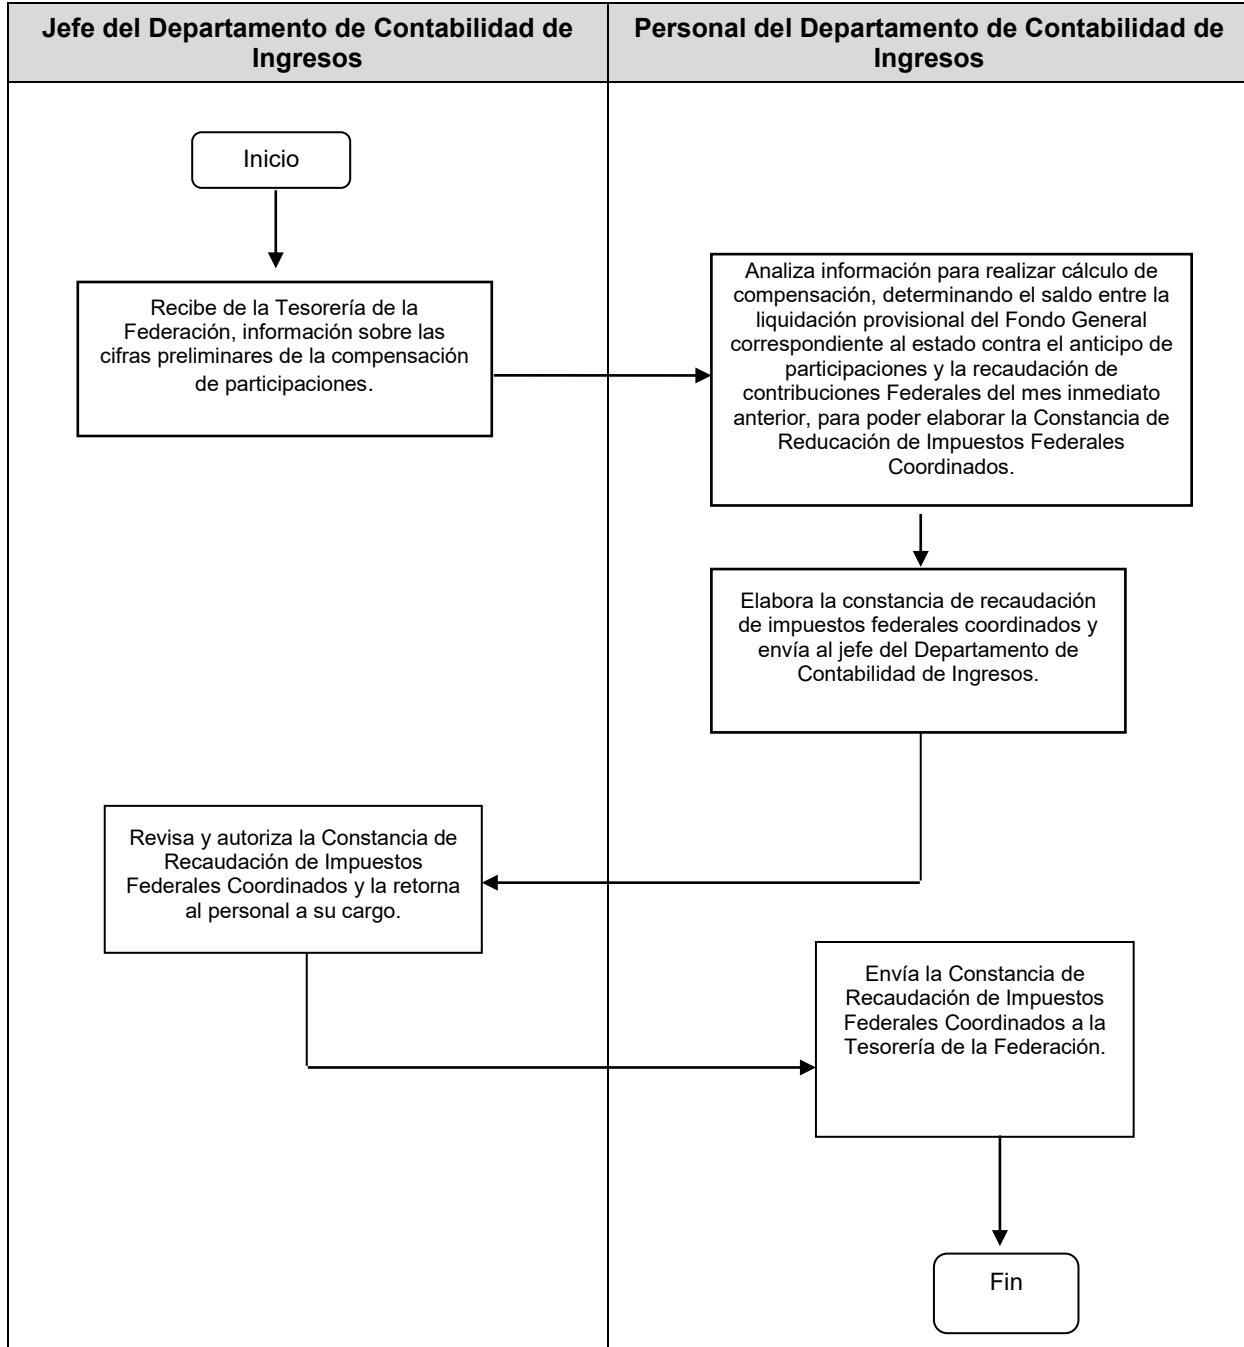 Jefe del Departamento de Contabilidad de
Ingresos
Personal del Departamento de Contabilidad de
Ingresos
Inicio
Recibe de la Tesorería de la
Federación, información sobre las
cifras preliminares de la compensación
de participaciones.
Analiza información para realizar cálculo de
compensación, determinando el saldo entre la
liquidación provisional del Fondo General
correspondiente al estado contra el anticipo de
participaciones y la recaudación de
contribuciones Federales del mes inmediato
anterior, para poder elaborar la Constancia de
Reducación de Impuestos Federales
Coordinados.
Elabora la constancia de recaudación
de impuestos federales coordinados y
envía al jefe del Departamento de
Contabilidad de Ingresos.
Revisa y autoriza la Constancia de
Recaudación de Impuestos
Federales Coordinados y la retorna
al personal a su cargo.
Envía la Constancia de
Recaudación de Impuestos
Federales Coordinados a la
Tesorería de la Federación.
Fin